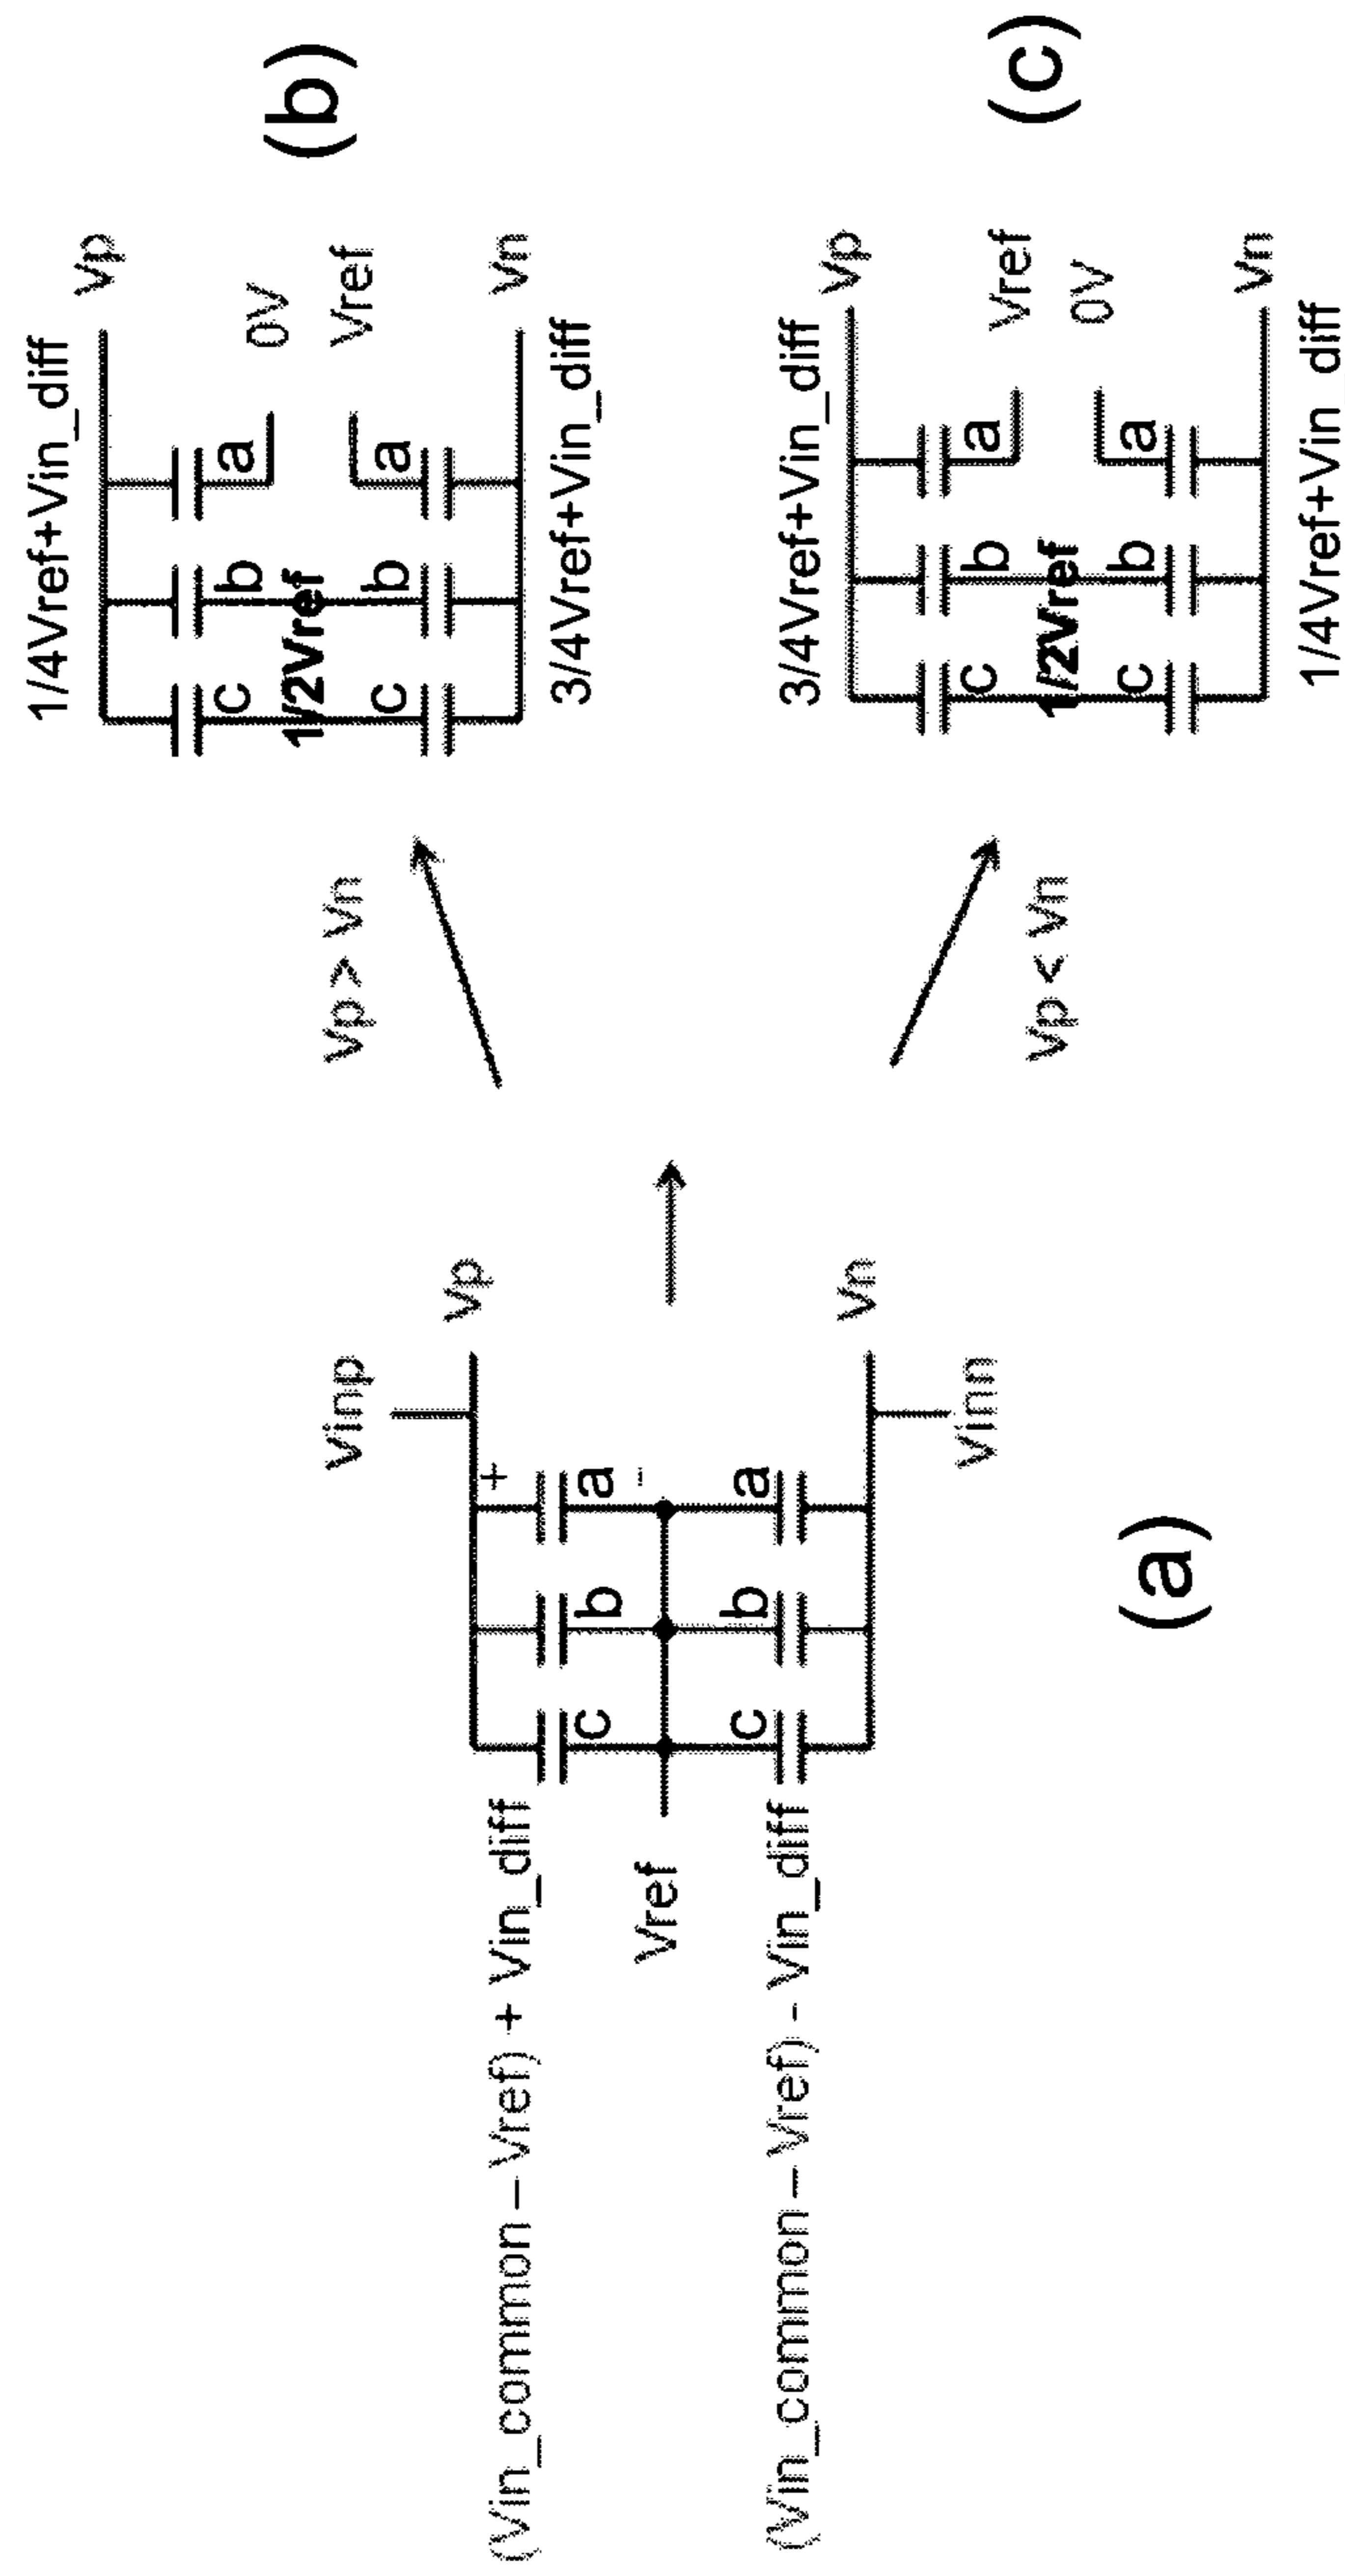 (Vin_common – Vref) + Vin_diff
Vref
(Vin_common – Vref) - Vin_diff
c
b
a
+
-
c
b
a
Vinp
Vp
Vn
Vinn
(a)
Vp > Vn
Vp < Vn
1/4Vref+Vin_diff
Vp
c
b
a
0V
1/2Vref
Vref
c
b
a
Vn
3/4Vref+Vin_diff
(b)
3/4Vref+Vin_diff
Vp
c
b
a
Vref
1/2Vref
0V
c
b
a
Vn
1/4Vref+Vin_diff
(c)